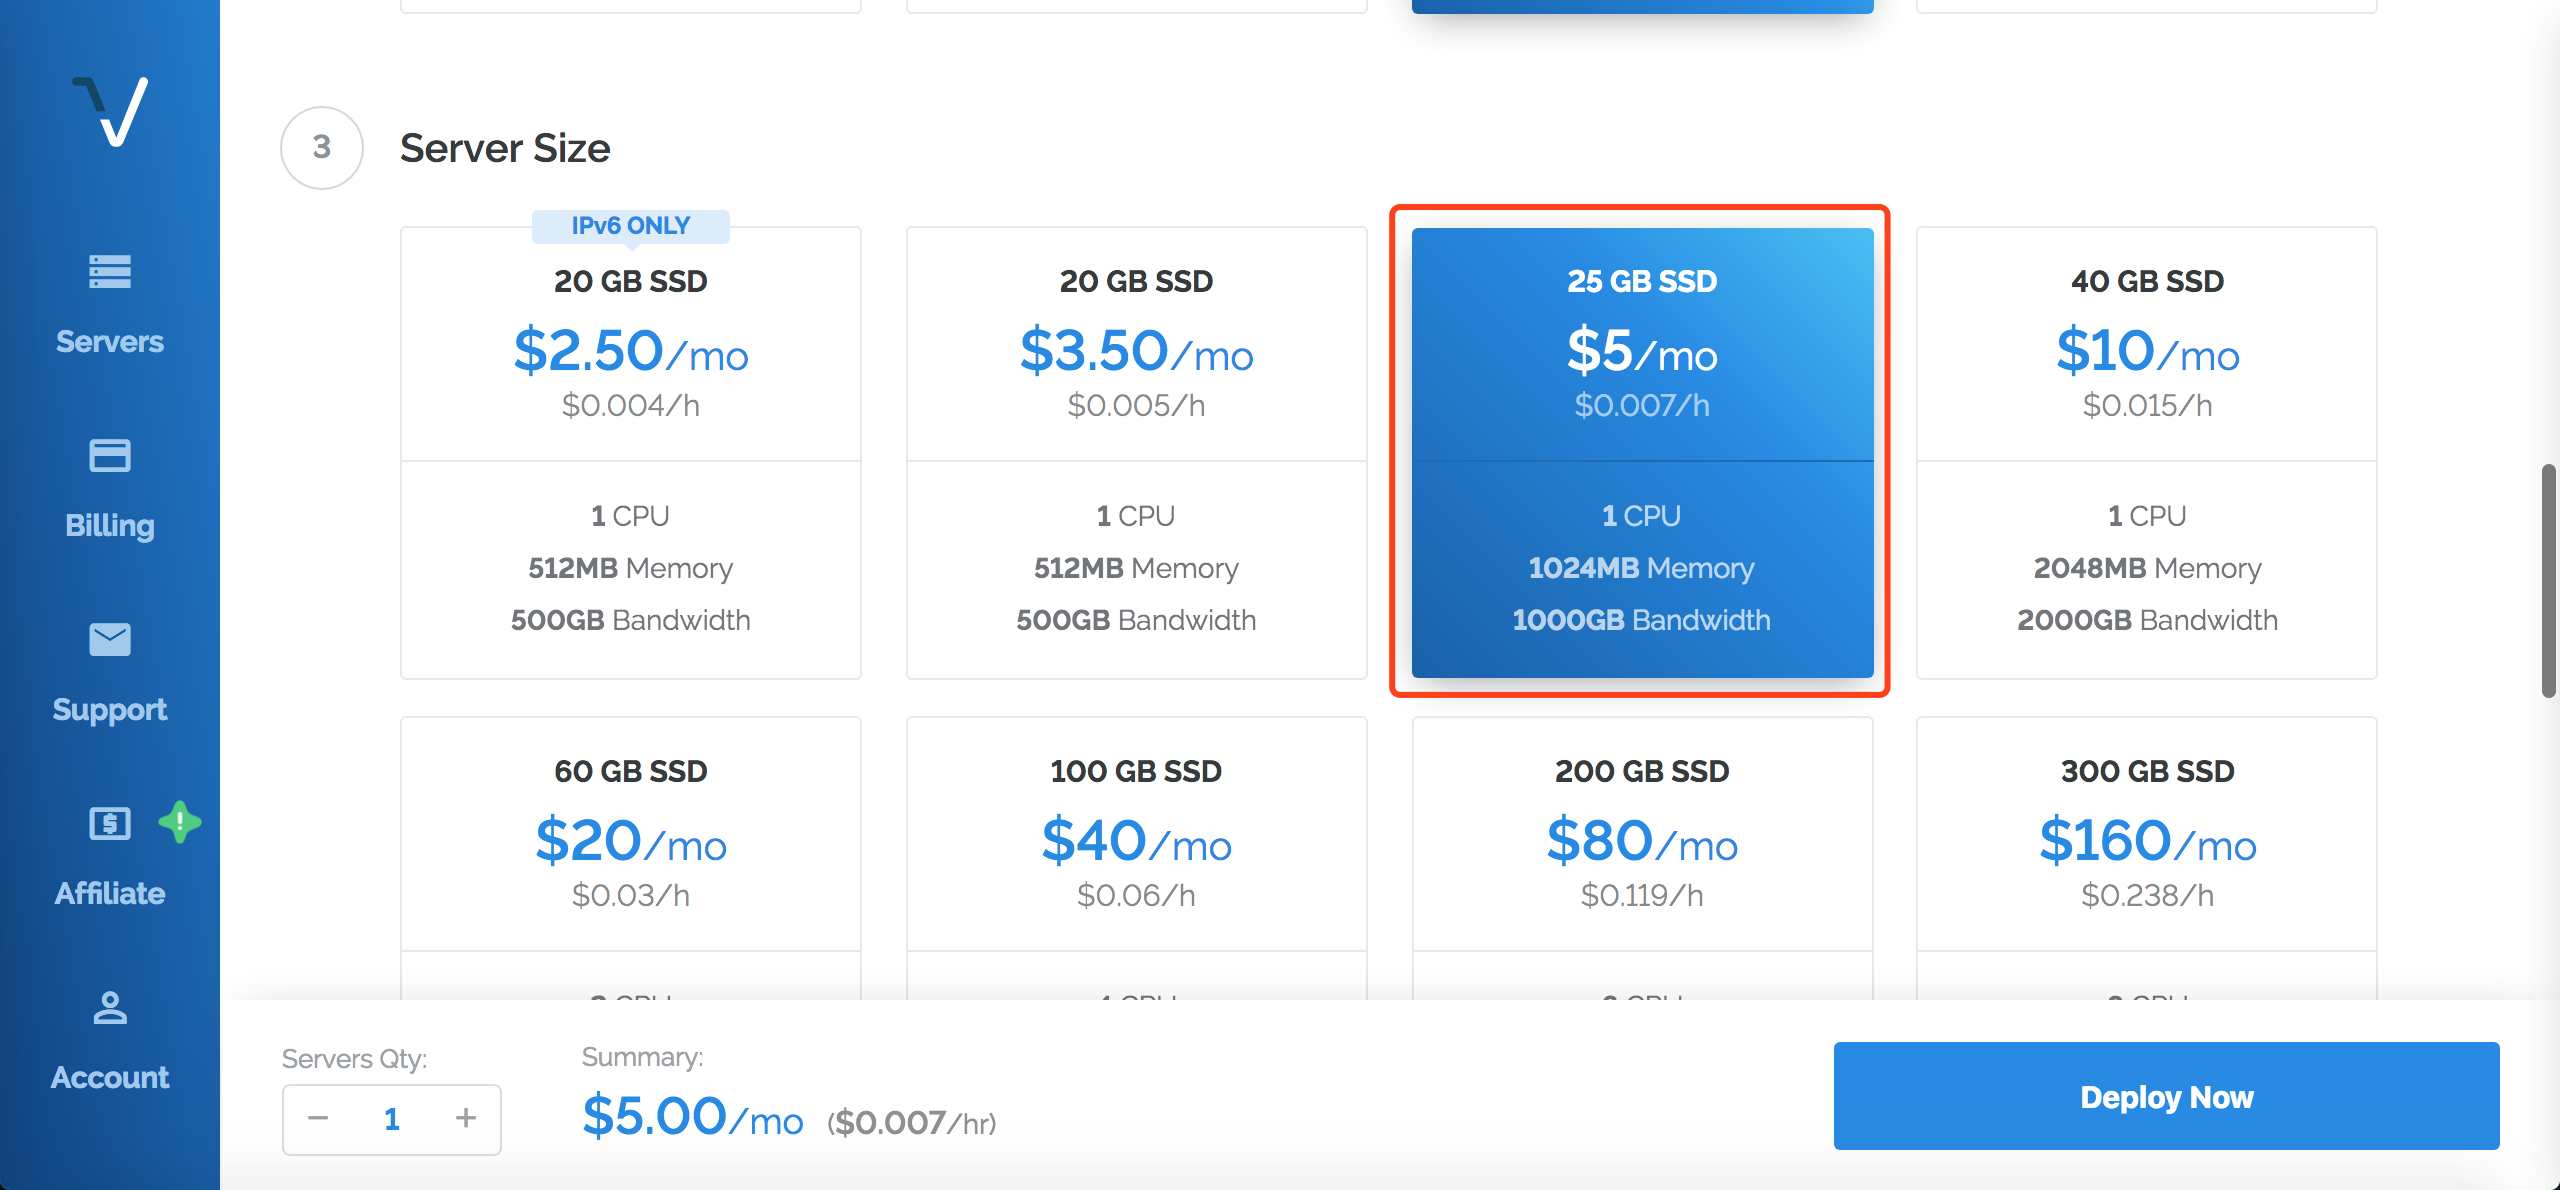 3
Server Size
IPv6 ONLY
20 GB SSD
$2.50/mo
$0.004/h
1 CPU
512MB Memory
500GB Bandwidth
20 GB SSD
$3.50/mo
$0.005/h
1 CPU
512MB Memory
500GB Bandwidth
25 GB SSD
$5/mo
$0.007/h
1 CPU
1024MB Memory
1000GB Bandwidth
40 GB SSD
$10/mo
$0.015/h
1 CPU
2048MB Memory
2000GB Bandwidth
60 GB SSD
$20/mo
$0.03/h
CPU
100 GB SSD
$40/mo
$0.06/h
CPU
200 GB SSD
$80/mo
$0.119/h
CPU
300 GB SSD
$160/mo
$0.238/h
CPU
Servers
Billing
Support
Affiliate
Account
Servers Qty:
− 1 +
Summary:
$5.00/mo ($0.007/hr)
Deploy Now